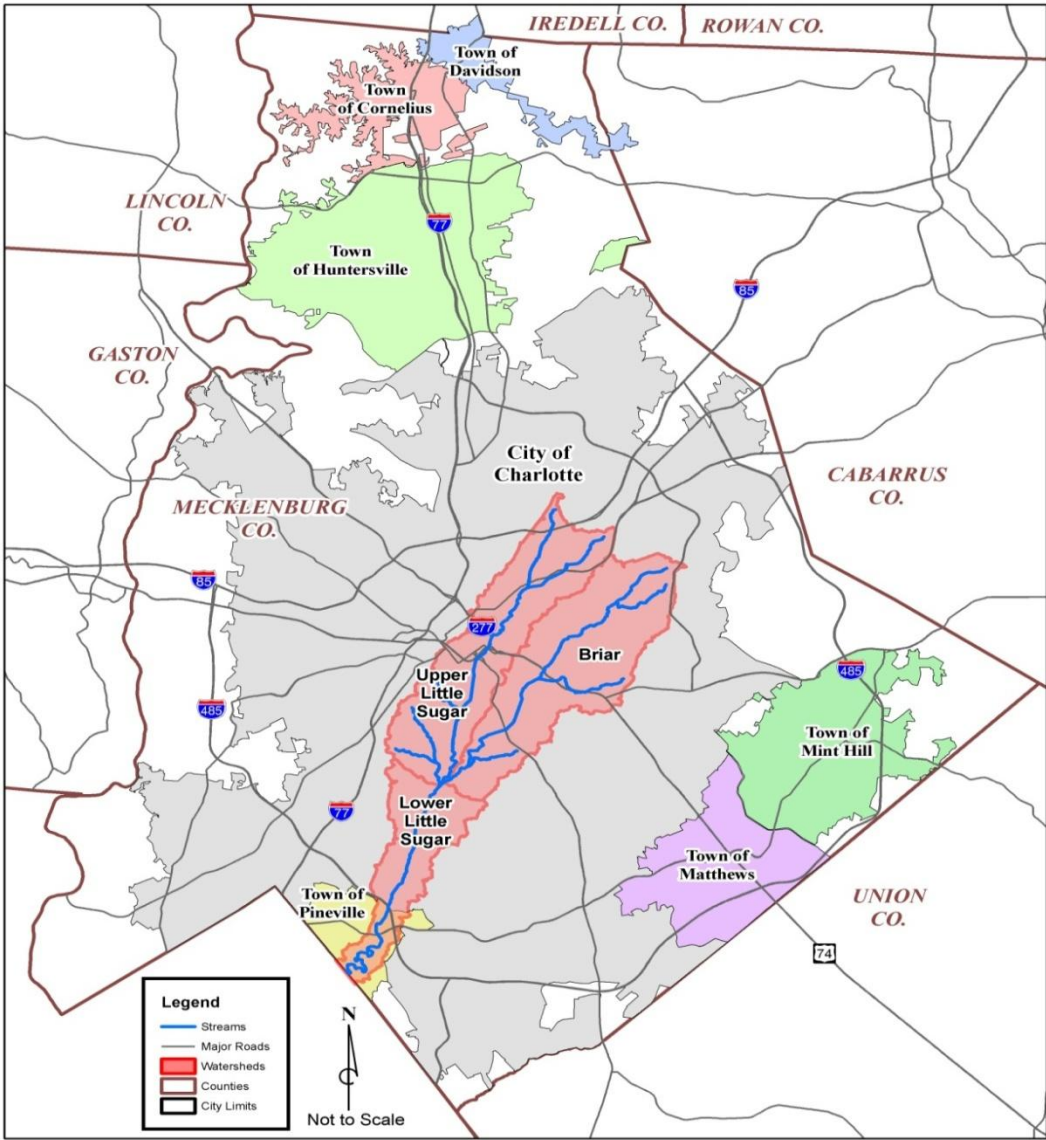 IREDELL CO.
ROWAN CO.
Town of
Davidson
Town
of Cornelius
LINCOLN
CO.
77
Town
of Huntersville
85
GASTON
CO.
City of
Charlotte
CABARRUS
CO.
MECKLENBURG
CO.
85
277
Briar
Upper
Little
Sugar
485
485
Town of
Mint Hill
77
Lower
Little
Sugar
Town of
Matthews
Town of
Pineville
UNION
CO.
74
Legend
Streams
Major Roads
Watersheds
Counties
City Limits
N
Not to Scale